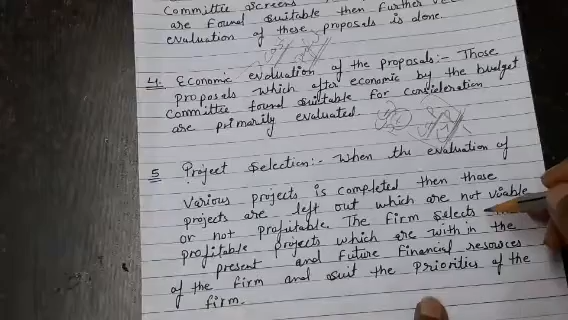 Committee screens
are found suitable then further
evaluation of these proposals is done.
4. Economic evaluation of the proposals:- Those
proposals which after economic by the budget
Committee found suitable for consideration
are primarily evaluated.
5 Project Selection:- When the evaluation of
various projects is completed then those
projects are left out which are not viable
or not profitable. The firm selects
profitable projects which are with in the
present and future financial resources
of the firm and suit the priorities of the
firm.